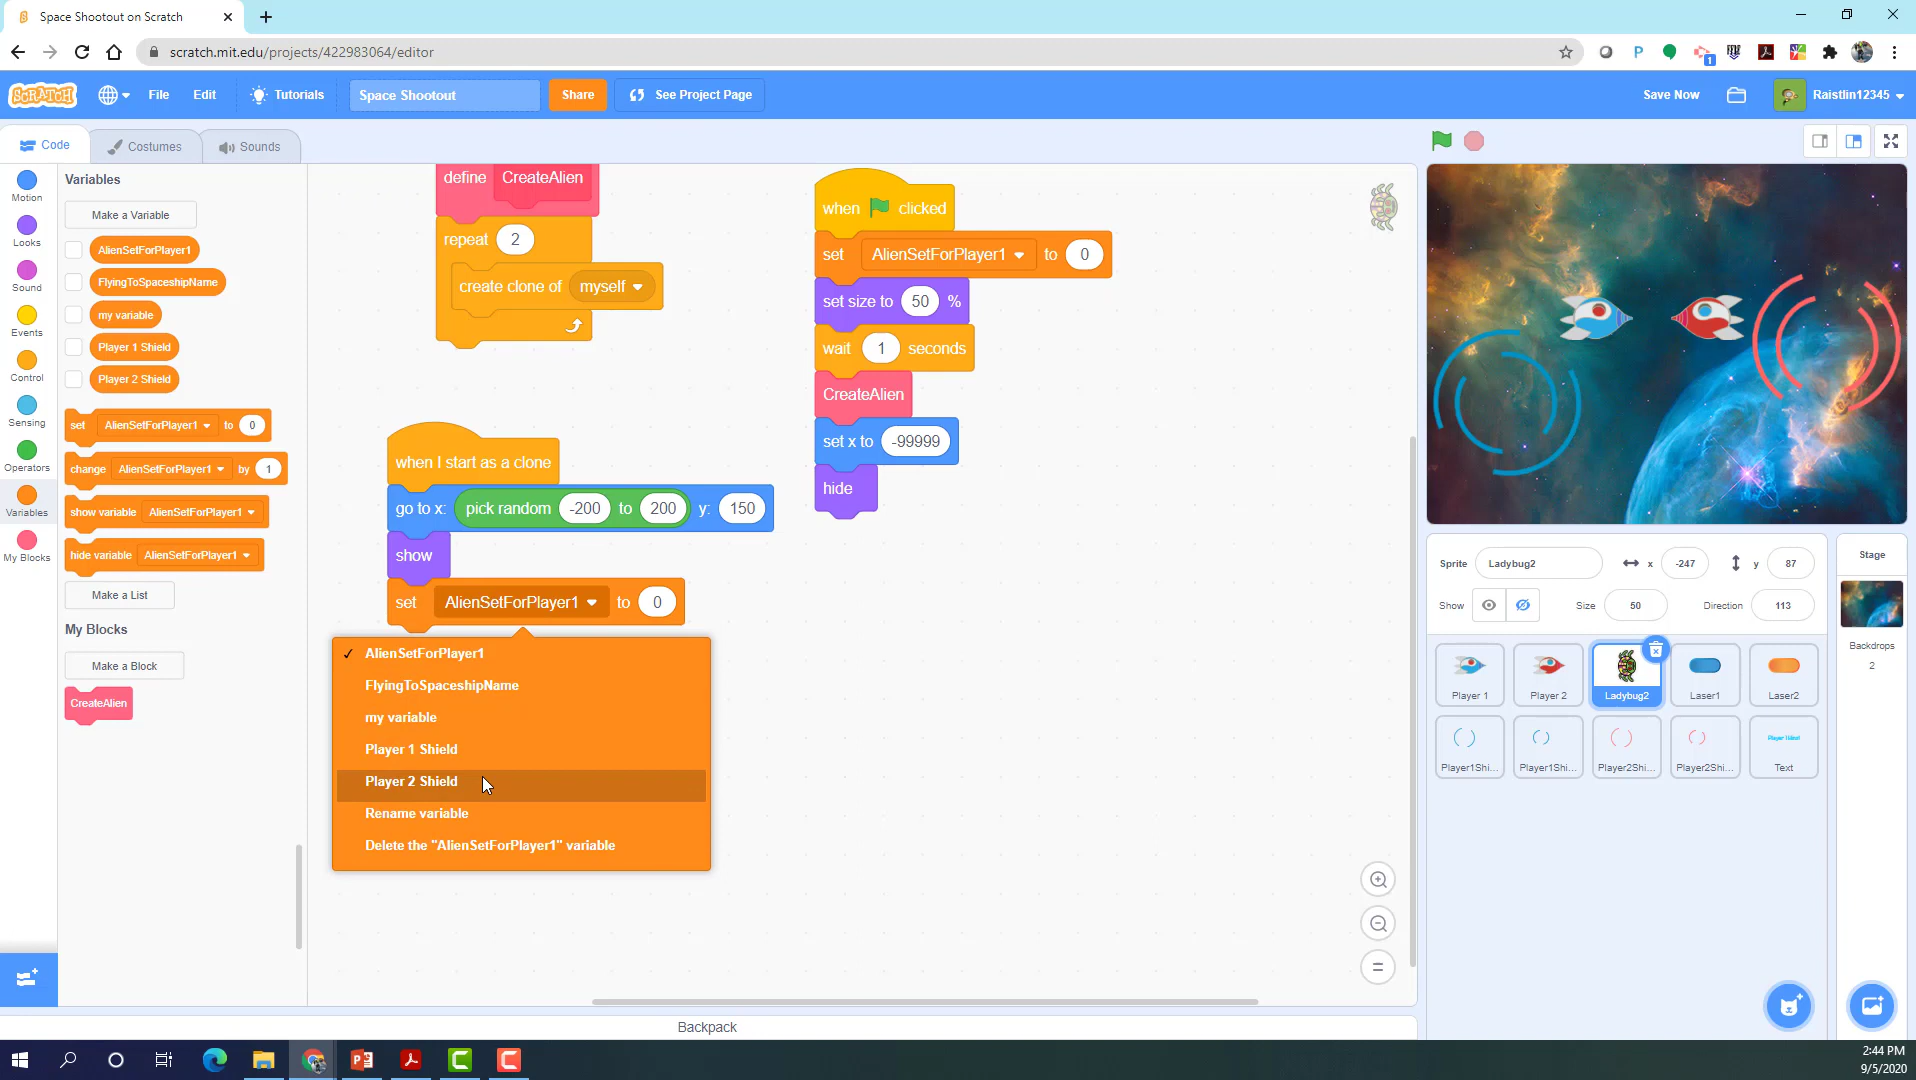 Space Shootout on Scratch
scratch.mit.edu/projects/422983064/editor
1
SCRATCH
File
Edit
Tutorials
Space Shootout
Share
See Project Page
Save Now
Raistlin12345
Code
Costumes
Sounds
Motion
Looks
Sound
Events
Control
Sensing
Operators
Variables
My Blocks
Variables
Make a Variable
AlienSetForPlayer1
FlyingToSpaceshipName
my variable
Player 1 Shield
Player 2 Shield
set AlienSetForPlayer1 to 0
change AlienSetForPlayer1 by 1
show variable AlienSetForPlayer1
hide variable AlienSetForPlayer1
Make a List
My Blocks
Make a Block
CreateAlien
define CreateAlien
repeat 2
create clone of myself
when I start as a clone
go to x: pick random -200 to 200 y: 150
show
set AlienSetForPlayer1 to 0
✓ AlienSetForPlayer1
FlyingToSpaceshipName
my variable
Player 1 Shield
Player 2 Shield
Rename variable
Delete the "AlienSetForPlayer1" variable
when clicked
set AlienSetForPlayer1 to 0
set size to 50 %
wait 1 seconds
CreateAlien
set x to -99999
hide
Backpack
Sprite Ladybug2 x -247 y 87
Show Size 50 Direction 113
Player 1
Player 2
Ladybug2
Laser1
Laser2
Player1Shi...
Player1Shi...
Player2Shi...
Player2Shi...
Text
Stage
Backdrops
2
2:44 PM
9/5/2020